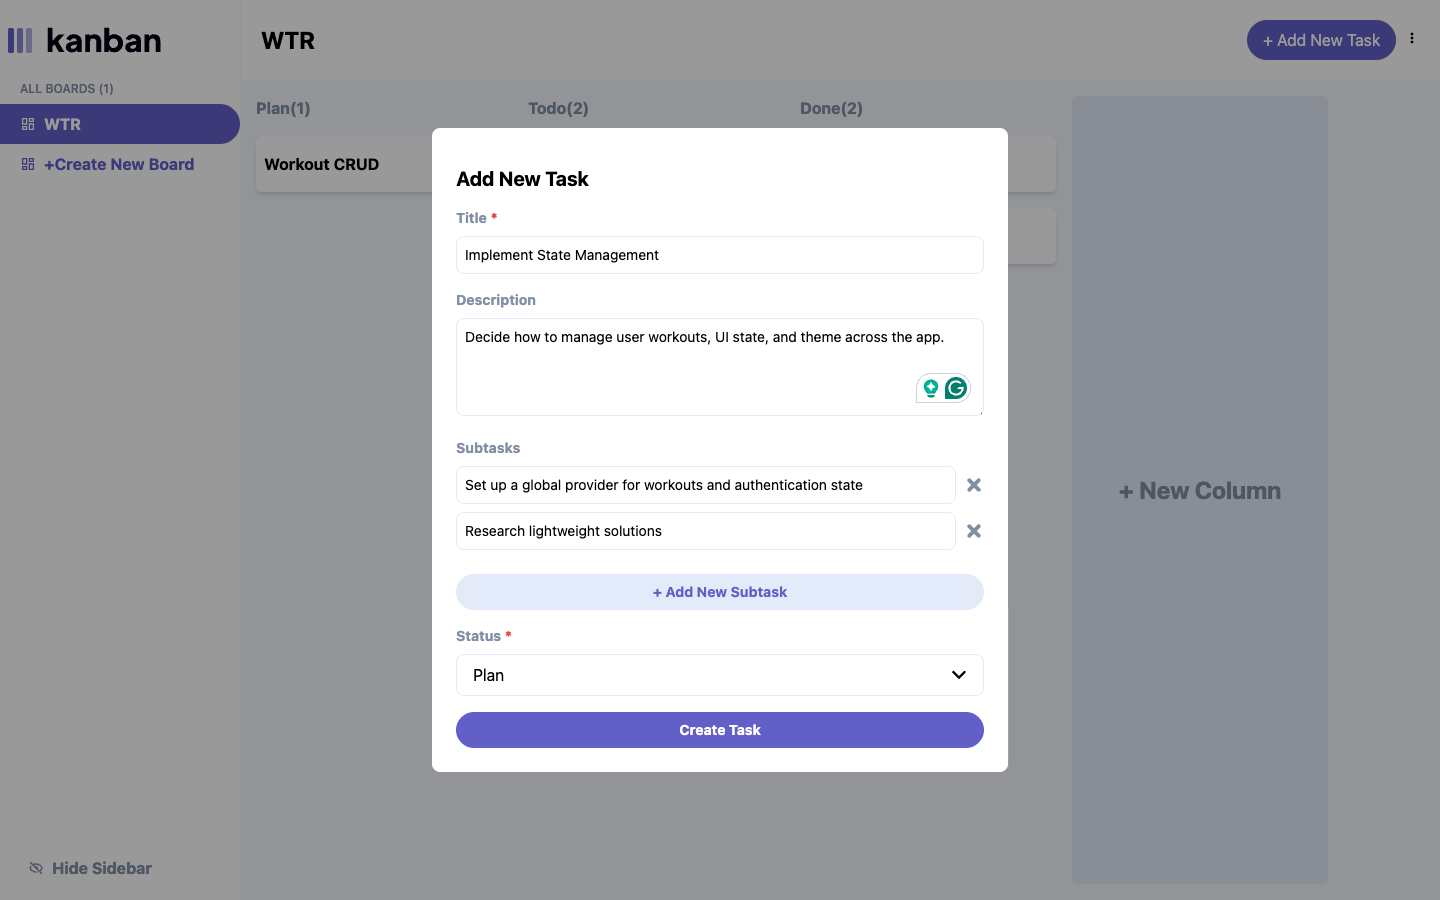 kanban
ALL BOARDS (1)
WTR
+Create New Board
Hide Sidebar
WTR
+ Add New Task
Plan(1)
Todo(2)
Done(2)
Workout CRUD
+ New Column
Add New Task
Title *
Implement State Management
Description
Decide how to manage user workouts, UI state, and theme across the app.
Subtasks
Set up a global provider for workouts and authentication state
Research lightweight solutions
+ Add New Subtask
Status *
Plan
Create Task